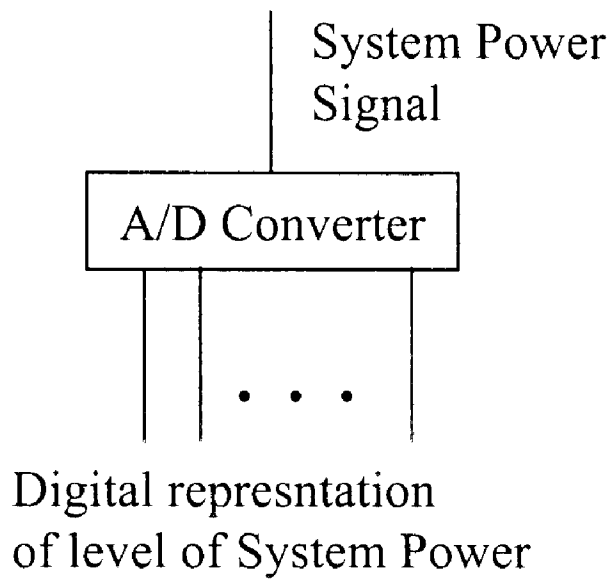 System Power
Signal
A/D Converter
Digital represntation
of level of System Power